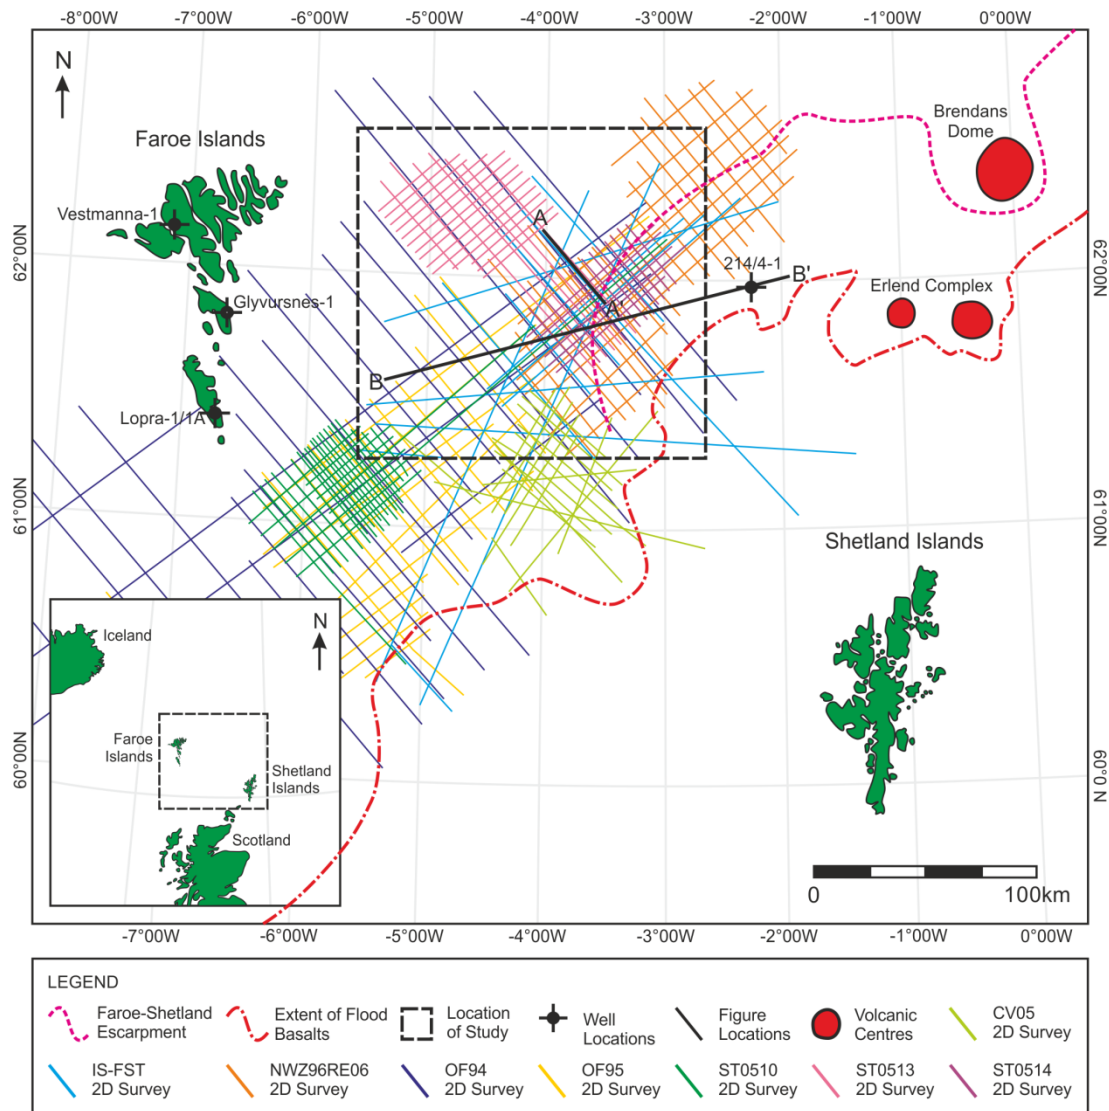 -8°00'W -7°00'W -6°00'W -5°00'W -4°00'W -3°00'W -2°00'W -1°00'W 0°00'W
N
Faroe Islands
Brendans
Dome
Vestmanna-1
A
62°00'N
62°00'N
214/4-1
B'
Glyvursnes-1
A'
Erlend Complex
B
Lopra-1/1A
61°00'N
61°00'N
Shetland Islands
N
Iceland
Faroe
Islands
Shetland
Islands
Scotland
60°00'N
60°0 N
0 100km
-7°00'W -6°00'W -5°00'W -4°00'W -3°00'W -2°00'W -1°00'W 0°00'W
LEGEND
Faroe-Shetland
Escarpment
Extent of Flood
Basalts
Location
of Study
Well
Locations
Figure
Locations
Volcanic
Centres
CV05
2D Survey
IS-FST
2D Survey
NWZ96RE06
2D Survey
OF94
2D Survey
OF95
2D Survey
ST0510
2D Survey
ST0513
2D Survey
ST0514
2D Survey